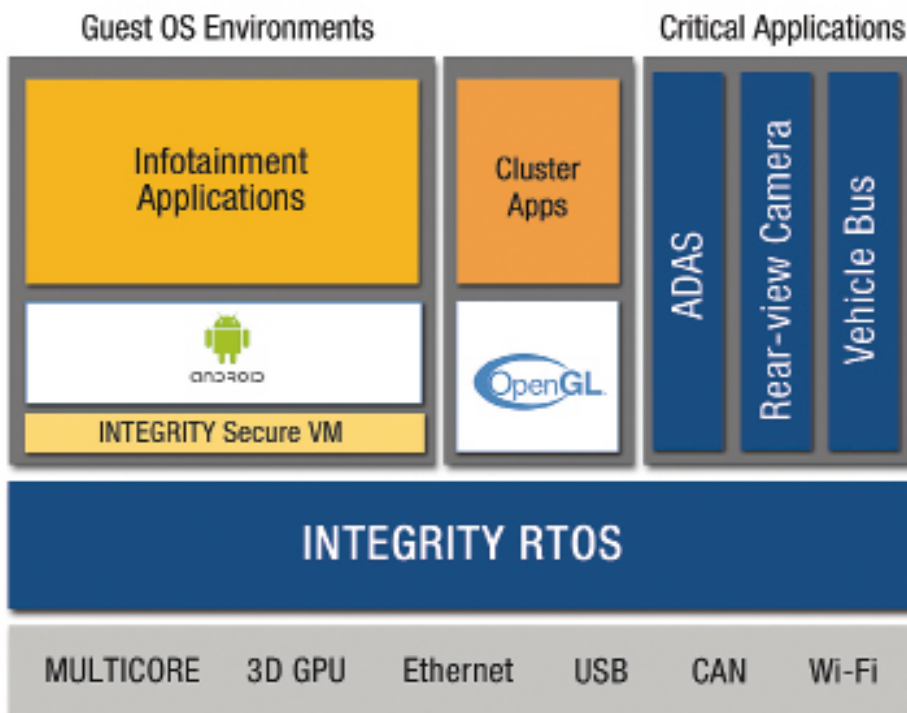 Guest OS Environments
Critical Applications
Infotainment
Applications
Cluster
Apps
ADAS
Rear-view Camera
Vehicle Bus
ANDROID
OpenGL
INTEGRITY Secure VM
INTEGRITY RTOS
MULTICORE 3D GPU Ethernet USB CAN Wi-Fi